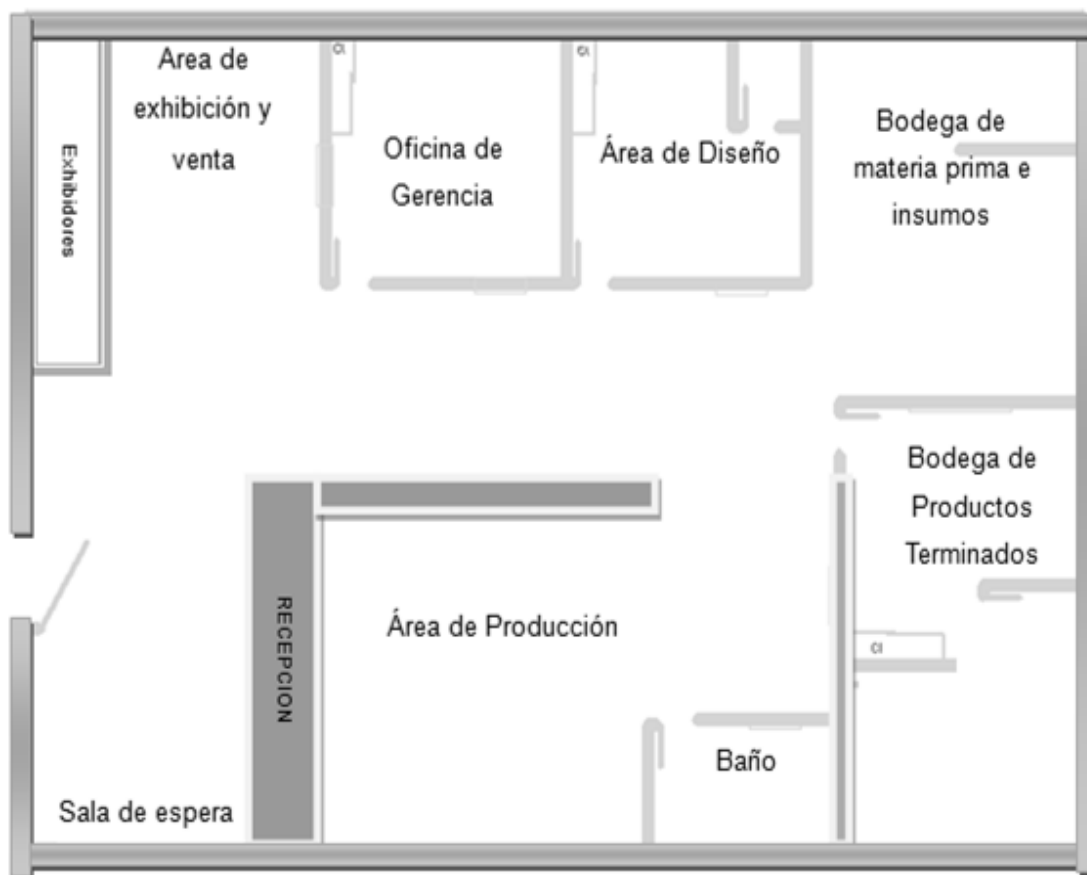 Area de
exhibición y
venta
Exhibidores
Oficina de
Gerencia
Área de Diseño
Bodega de
materia prima e
insumos
Bodega de
Productos
Terminados
RECEPCION
Área de Producción
Baño
Sala de espera